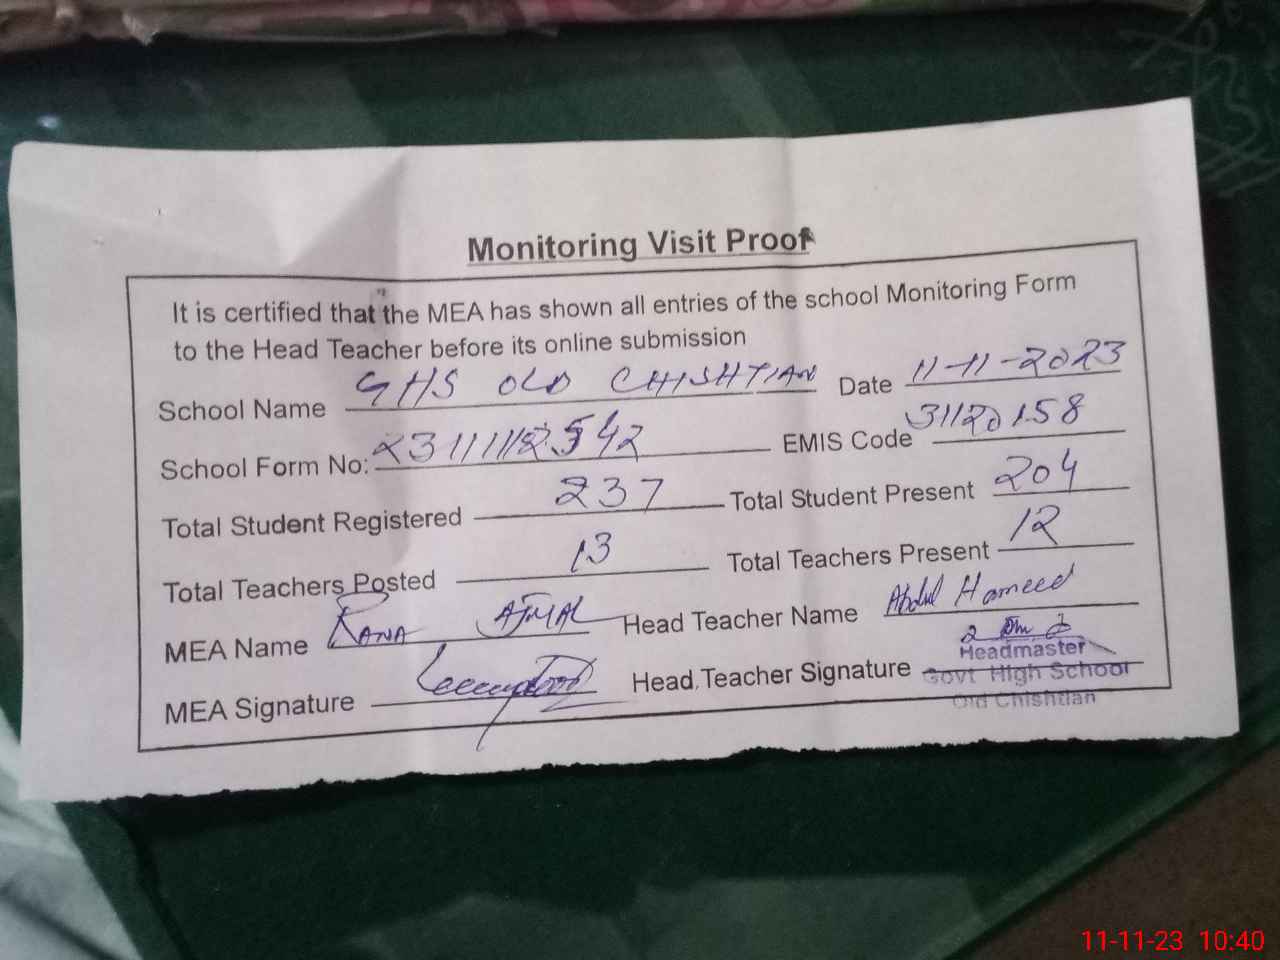 Monitoring Visit Proof
It is certified that the MEA has shown all entries of the school Monitoring Form
to the Head Teacher before its online submission
School Name GHS OLD CHISHTIAN Date 11-11-2023
School Form No: EMIS Code 31120158
Total Student Registered 237 Total Student Present 204
Total Teachers Posted 13 Total Teachers Present 12
MEA Name RANA AJMAL Head Teacher Name Abdul Hameed
MEA Signature Head Teacher Signature
Headmaster
Govt High School
Old Chishtian
11-11-23 10:40